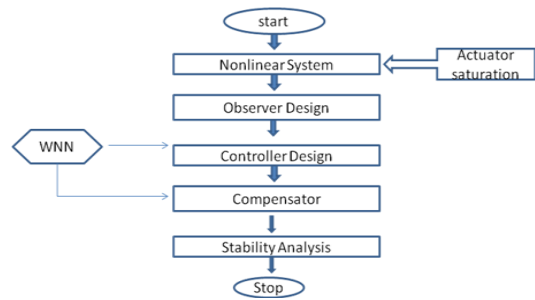 start
Nonlinear System
Actuator
saturation
Observer Design
WNN
Controller Design
Compensator
Stability Analysis
Stop